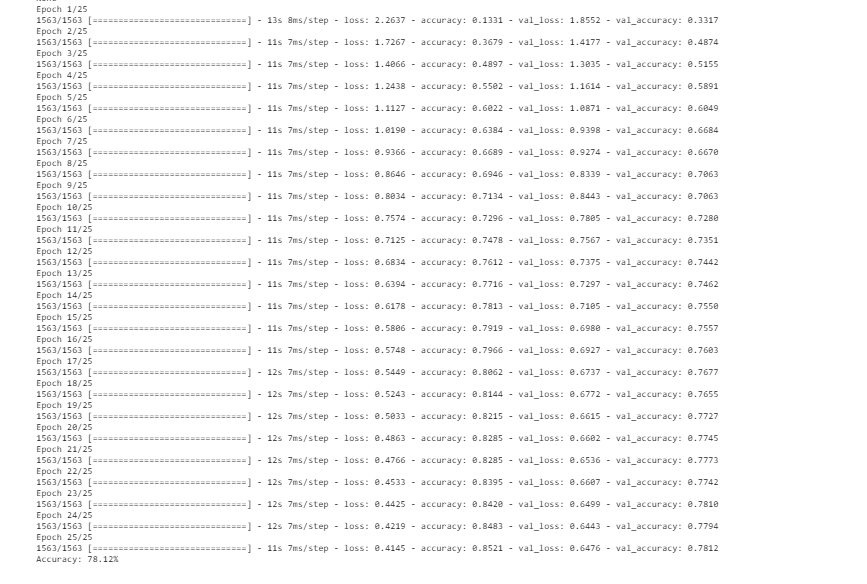 Epoch 1/25
1563/1563 [==============================] - 13s 8ms/step - loss: 2.2637 - accuracy: 0.1331 - val_loss: 1.8552 - val_accuracy: 0.3317
Epoch 2/25
1563/1563 [==============================] - 11s 7ms/step - loss: 1.7267 - accuracy: 0.3679 - val_loss: 1.4177 - val_accuracy: 0.4874
Epoch 3/25
1563/1563 [==============================] - 11s 7ms/step - loss: 1.4066 - accuracy: 0.4897 - val_loss: 1.3035 - val_accuracy: 0.5155
Epoch 4/25
1563/1563 [==============================] - 11s 7ms/step - loss: 1.2438 - accuracy: 0.5502 - val_loss: 1.1614 - val_accuracy: 0.5891
Epoch 5/25
1563/1563 [==============================] - 11s 7ms/step - loss: 1.1127 - accuracy: 0.6022 - val_loss: 1.0871 - val_accuracy: 0.6049
Epoch 6/25
1563/1563 [==============================] - 11s 7ms/step - loss: 1.0190 - accuracy: 0.6384 - val_loss: 0.9398 - val_accuracy: 0.6684
Epoch 7/25
1563/1563 [==============================] - 11s 7ms/step - loss: 0.9366 - accuracy: 0.6689 - val_loss: 0.9274 - val_accuracy: 0.6670
Epoch 8/25
1563/1563 [==============================] - 11s 7ms/step - loss: 0.8646 - accuracy: 0.6946 - val_loss: 0.8339 - val_accuracy: 0.7063
Epoch 9/25
1563/1563 [==============================] - 11s 7ms/step - loss: 0.8034 - accuracy: 0.7134 - val_loss: 0.8443 - val_accuracy: 0.7063
Epoch 10/25
1563/1563 [==============================] - 11s 7ms/step - loss: 0.7574 - accuracy: 0.7296 - val_loss: 0.7805 - val_accuracy: 0.7280
Epoch 11/25
1563/1563 [==============================] - 11s 7ms/step - loss: 0.7125 - accuracy: 0.7478 - val_loss: 0.7567 - val_accuracy: 0.7351
Epoch 12/25
1563/1563 [==============================] - 11s 7ms/step - loss: 0.6834 - accuracy: 0.7612 - val_loss: 0.7375 - val_accuracy: 0.7442
Epoch 13/25
1563/1563 [==============================] - 11s 7ms/step - loss: 0.6394 - accuracy: 0.7716 - val_loss: 0.7297 - val_accuracy: 0.7462
Epoch 14/25
1563/1563 [==============================] - 11s 7ms/step - loss: 0.6178 - accuracy: 0.7813 - val_loss: 0.7105 - val_accuracy: 0.7550
Epoch 15/25
1563/1563 [==============================] - 11s 7ms/step - loss: 0.5806 - accuracy: 0.7919 - val_loss: 0.6980 - val_accuracy: 0.7557
Epoch 16/25
1563/1563 [==============================] - 11s 7ms/step - loss: 0.5748 - accuracy: 0.7966 - val_loss: 0.6927 - val_accuracy: 0.7603
Epoch 17/25
1563/1563 [==============================] - 12s 7ms/step - loss: 0.5449 - accuracy: 0.8062 - val_loss: 0.6737 - val_accuracy: 0.7677
Epoch 18/25
1563/1563 [==============================] - 12s 7ms/step - loss: 0.5243 - accuracy: 0.8144 - val_loss: 0.6772 - val_accuracy: 0.7655
Epoch 19/25
1563/1563 [==============================] - 12s 7ms/step - loss: 0.5033 - accuracy: 0.8215 - val_loss: 0.6615 - val_accuracy: 0.7727
Epoch 20/25
1563/1563 [==============================] - 12s 7ms/step - loss: 0.4863 - accuracy: 0.8285 - val_loss: 0.6602 - val_accuracy: 0.7745
Epoch 21/25
1563/1563 [==============================] - 12s 7ms/step - loss: 0.4766 - accuracy: 0.8285 - val_loss: 0.6536 - val_accuracy: 0.7773
Epoch 22/25
1563/1563 [==============================] - 12s 7ms/step - loss: 0.4533 - accuracy: 0.8395 - val_loss: 0.6607 - val_accuracy: 0.7742
Epoch 23/25
1563/1563 [==============================] - 12s 7ms/step - loss: 0.4425 - accuracy: 0.8420 - val_loss: 0.6499 - val_accuracy: 0.7810
Epoch 24/25
1563/1563 [==============================] - 12s 7ms/step - loss: 0.4219 - accuracy: 0.8483 - val_loss: 0.6443 - val_accuracy: 0.7794
Epoch 25/25
1563/1563 [==============================] - 11s 7ms/step - loss: 0.4145 - accuracy: 0.8521 - val_loss: 0.6476 - val_accuracy: 0.7812
Accuracy: 78.12%